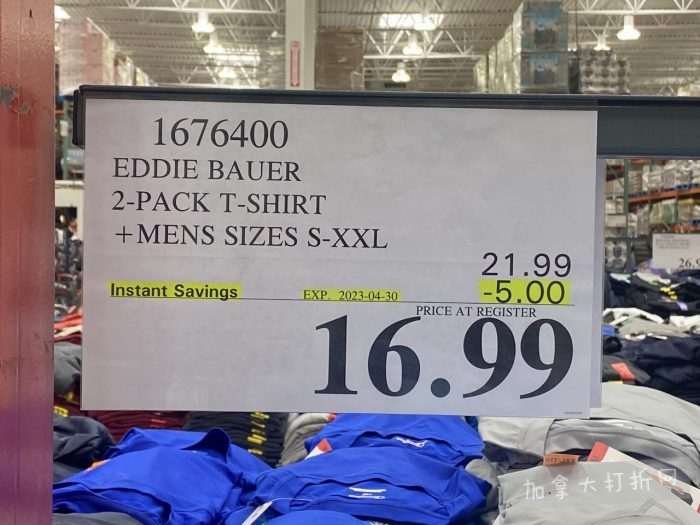 1676400
EDDIE BAUER
2-PACK T-SHIRT
+MENS SIZES S-XXL
21.99
Instant Savings EXP. 2023-04-30 -5.00
PRICE AT REGISTER
16.99
加拿大打折网